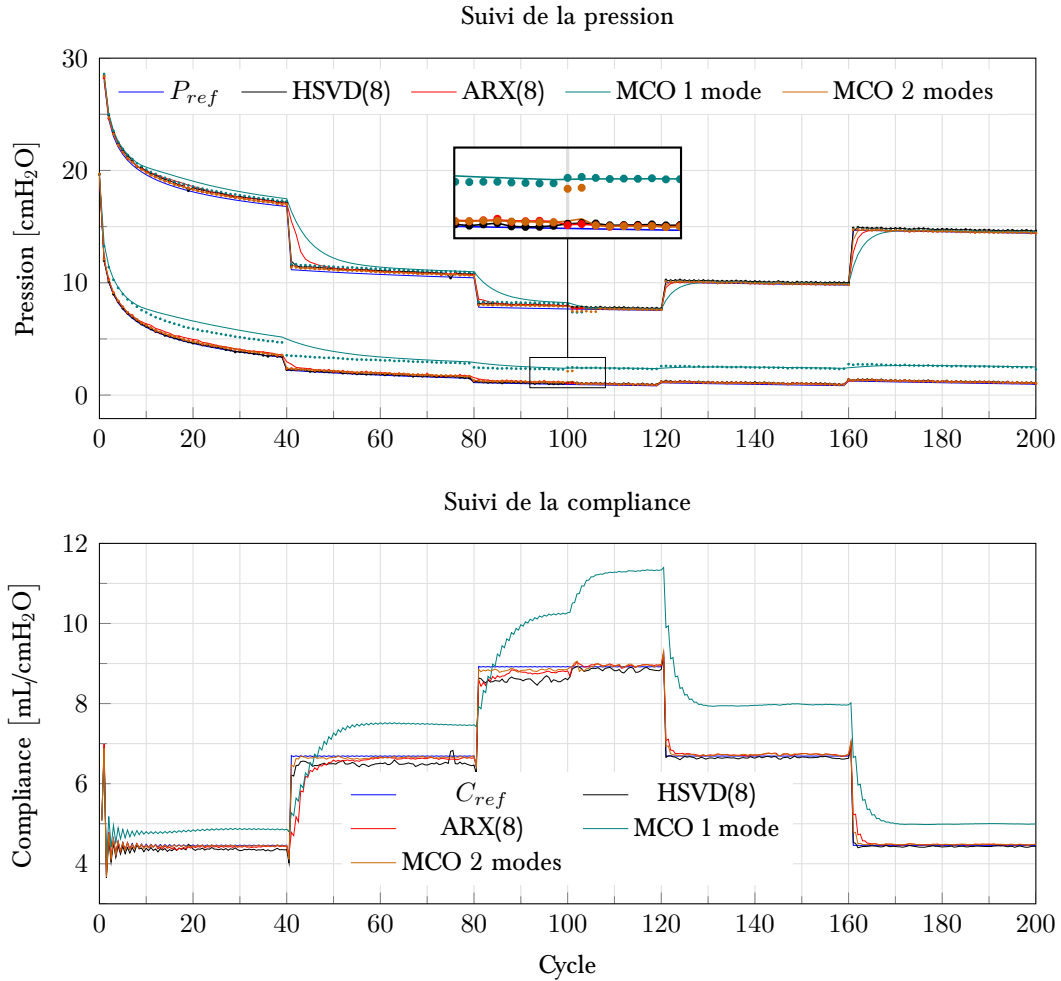 Suivi de la pression
30
P_ref HSVD(8) ARX(8) MCO 1 mode MCO 2 modes
20
10
0
Pression [cmH₂O]
0 20 40 60 80 100 120 140 160 180 200
Suivi de la compliance
12
10
8
6
4
Compliance [mL/cmH₂O]
C_ref HSVD(8)
ARX(8) MCO 1 mode
MCO 2 modes
0 20 40 60 80 100 120 140 160 180 200
Cycle